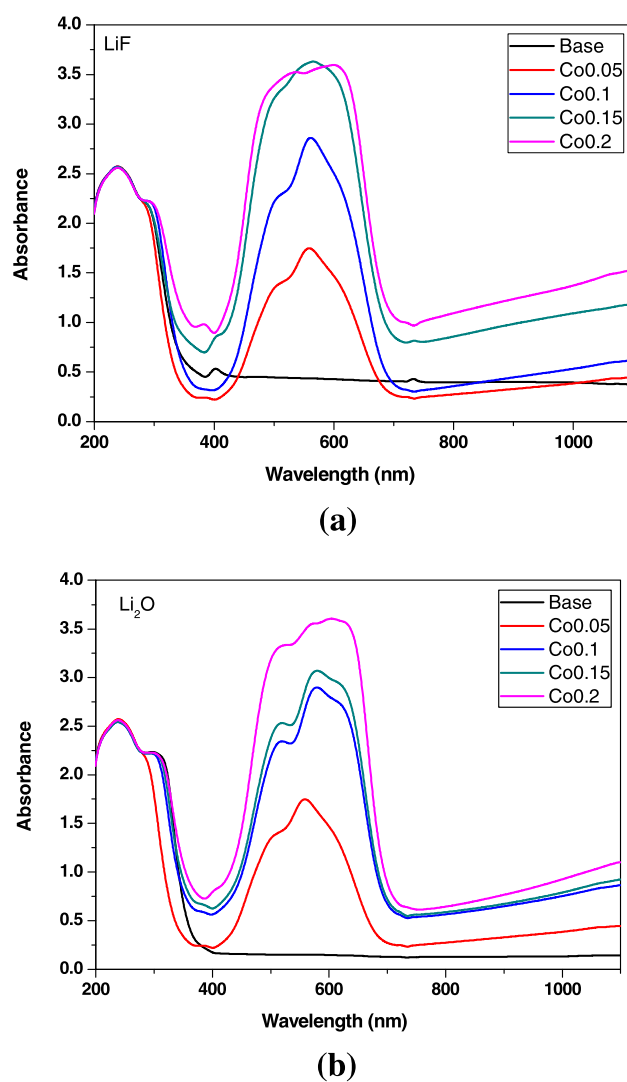 LiF
Base
Co0.05
Co0.1
Co0.15
Co0.2
4.0
3.5
3.0
2.5
2.0
1.5
1.0
0.5
0.0
Absorbance
200 400 600 800 1000
Wavelength (nm)
(a)
Li₂O
Base
Co0.05
Co0.1
Co0.15
Co0.2
4.0
3.5
3.0
2.5
2.0
1.5
1.0
0.5
0.0
Absorbance
200 400 600 800 1000
Wavelength (nm)
(b)